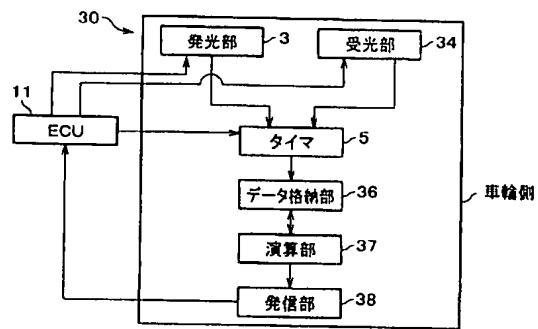 30
発光部 3
受光部 34
11
ECU
タイマ 5
データ格納部 36
車輪側
演算部 37
発信部 38